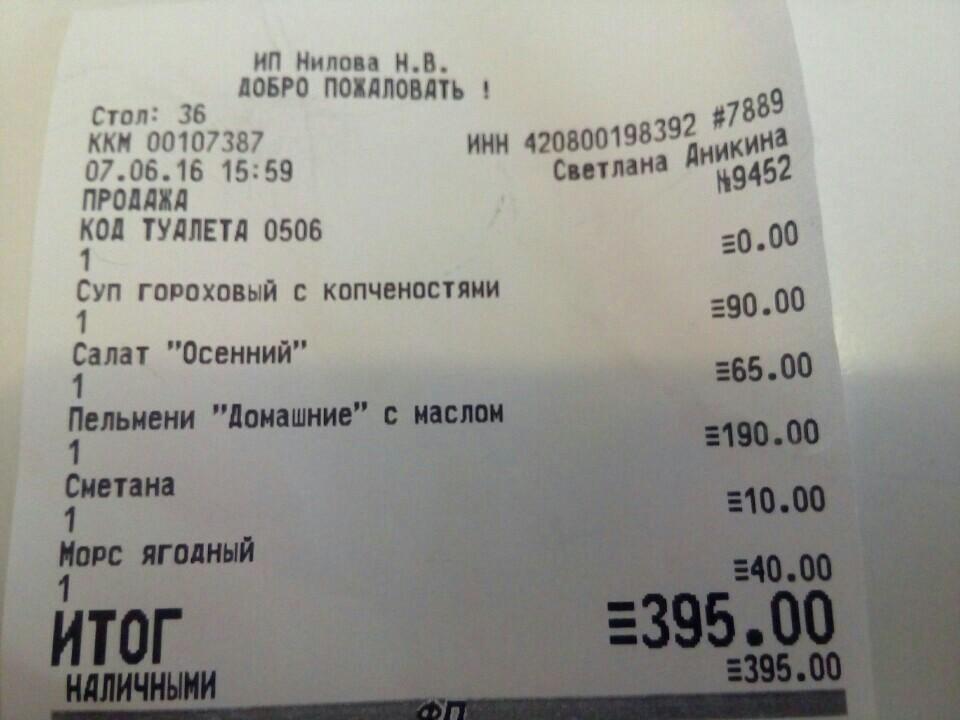 ИП Нилова Н.В.
ДОБРО ПОЖАЛОВАТЬ !
Стол: 36
ККМ 00107387 ИНН 420800198392 #7889
07.06.16 15:59 Светлана Аникина
ПРОДАЖА №9452
КОД ТУАЛЕТА 0506
1 ≡0.00
Суп гороховый с копченостями
1 ≡90.00
Салат "Осенний"
1 ≡65.00
Пельмени "Домашние" с маслом
1 ≡190.00
Сметана
1 ≡10.00
Морс ягодный
1 ≡40.00
ИТОГ ≡395.00
НАЛИЧНЫМИ ≡395.00
ФП